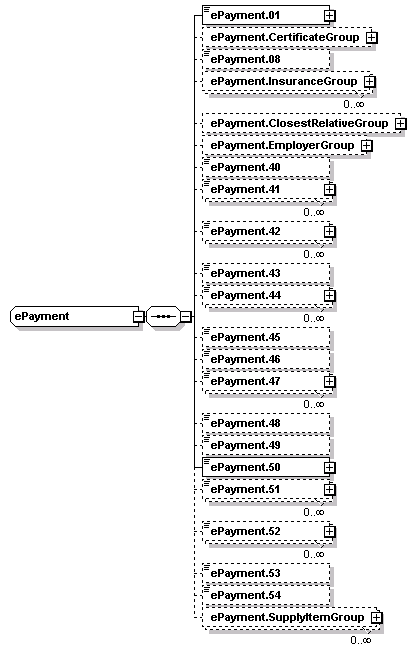 ePayment.01
ePayment.CertificateGroup
ePayment.08
ePayment.InsuranceGroup
0..∞
ePayment.ClosestRelativeGroup
ePayment.EmployerGroup
ePayment.40
ePayment.41
0..∞
ePayment.42
0..∞
ePayment.43
ePayment.44
0..∞
ePayment
ePayment.45
ePayment.46
ePayment.47
0..∞
ePayment.48
ePayment.49
ePayment.50
ePayment.51
0..∞
ePayment.52
0..∞
ePayment.53
ePayment.54
ePayment.SupplyItemGroup
0..∞